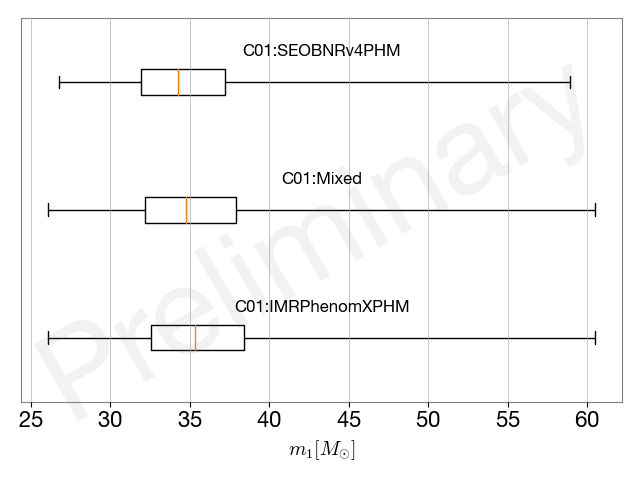 C01:SEOBNRv4PHM
C01:Mixed
C01:IMRPhenomXPHM
Preliminary
25 30 35 40 45 50 55 60
m₁[M⊙]